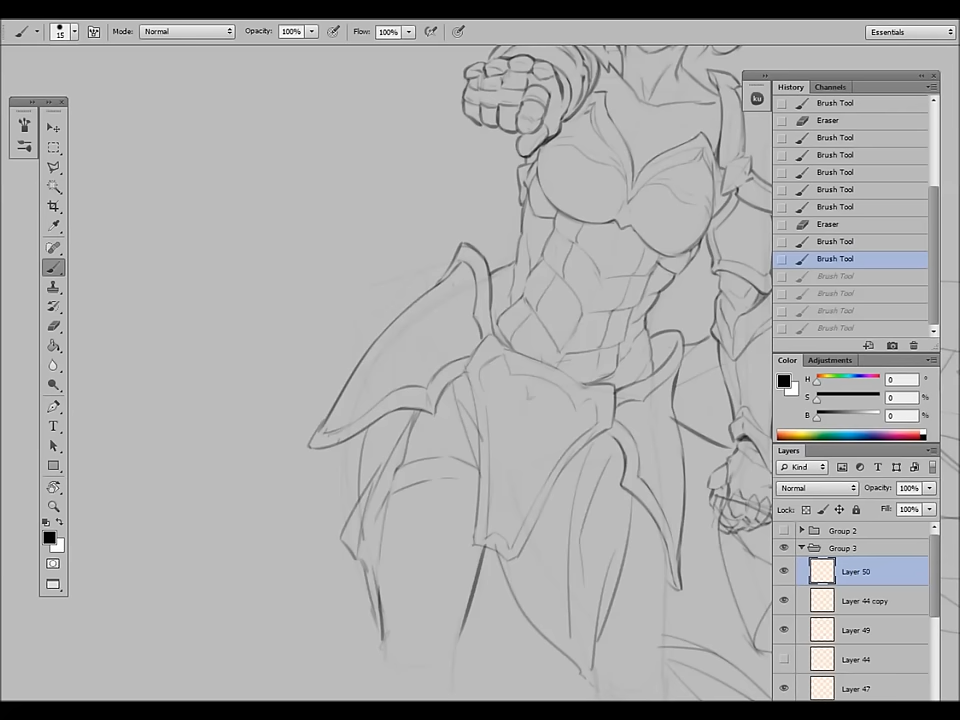 15 Mode: Normal Opacity: 100% Flow: 100% Essentials
History Channels
ku
Brush Tool
Eraser
Brush Tool
Brush Tool
Brush Tool
Brush Tool
Brush Tool
Eraser
Brush Tool
Brush Tool
Brush Tool
Brush Tool
Brush Tool
Brush Tool
Color Adjustments
H 0 °
S 0 %
B 0 %
Layers
Kind T
Normal Opacity: 100%
Lock: Fill: 100%
Group 2
Group 3
Layer 50
Layer 44 copy
Layer 49
Layer 44
Layer 47
T